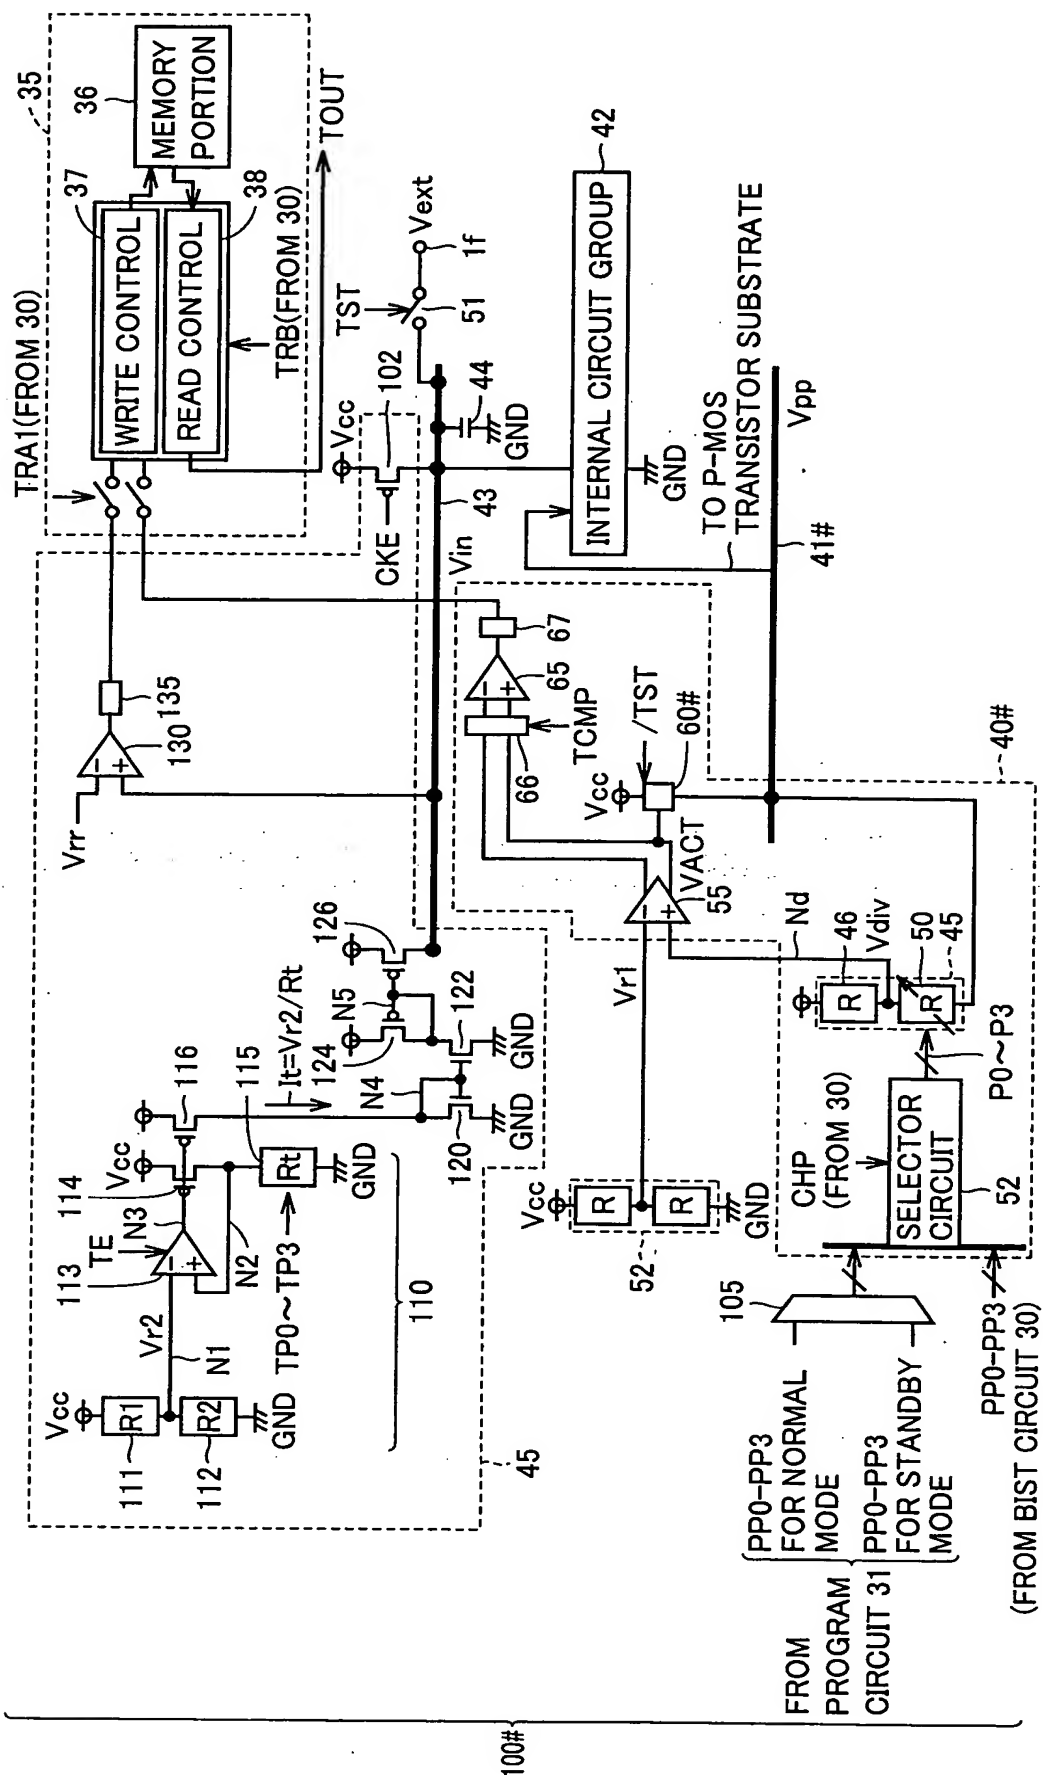 100#
FROM
PROGRAM
CIRCUIT 31
PP0-PP3
FOR NORMAL
MODE
PP0-PP3
FOR STANDBY
MODE
PP0-PP3
(FROM BIST CIRCUIT 30)
105
CHP
(FROM 30)
SELECTOR
CIRCUIT
52
P0~P3
R
46
Vdiv
R
50
45
Nd
40#
Vcc
R
R
52
GND
Vr1
55
VACT
Vcc
/TST
60#
66
TCMP
65
67
41#
Vpp
TO P-MOS
TRANSISTOR SUBSTRATE
INTERNAL CIRCUIT GROUP
42
GND
45
Vcc
R1
111
R2
112
GND
Vr2
N1
110
113
TE
N3
N2
114
Vcc
116
115
Rt
TP0~TP3
GND
It=Vr2/Rt
N4
120
GND
122
GND
124
N5
126
Vrr
130
135
Vin
43
CKE
Vcc
102
44
GND
TST
51
1f
Vext
TRA1(FROM 30)
35
37
WRITE CONTROL
READ CONTROL
38
36
MEMORY
PORTION
TRB(FROM 30)
TOUT